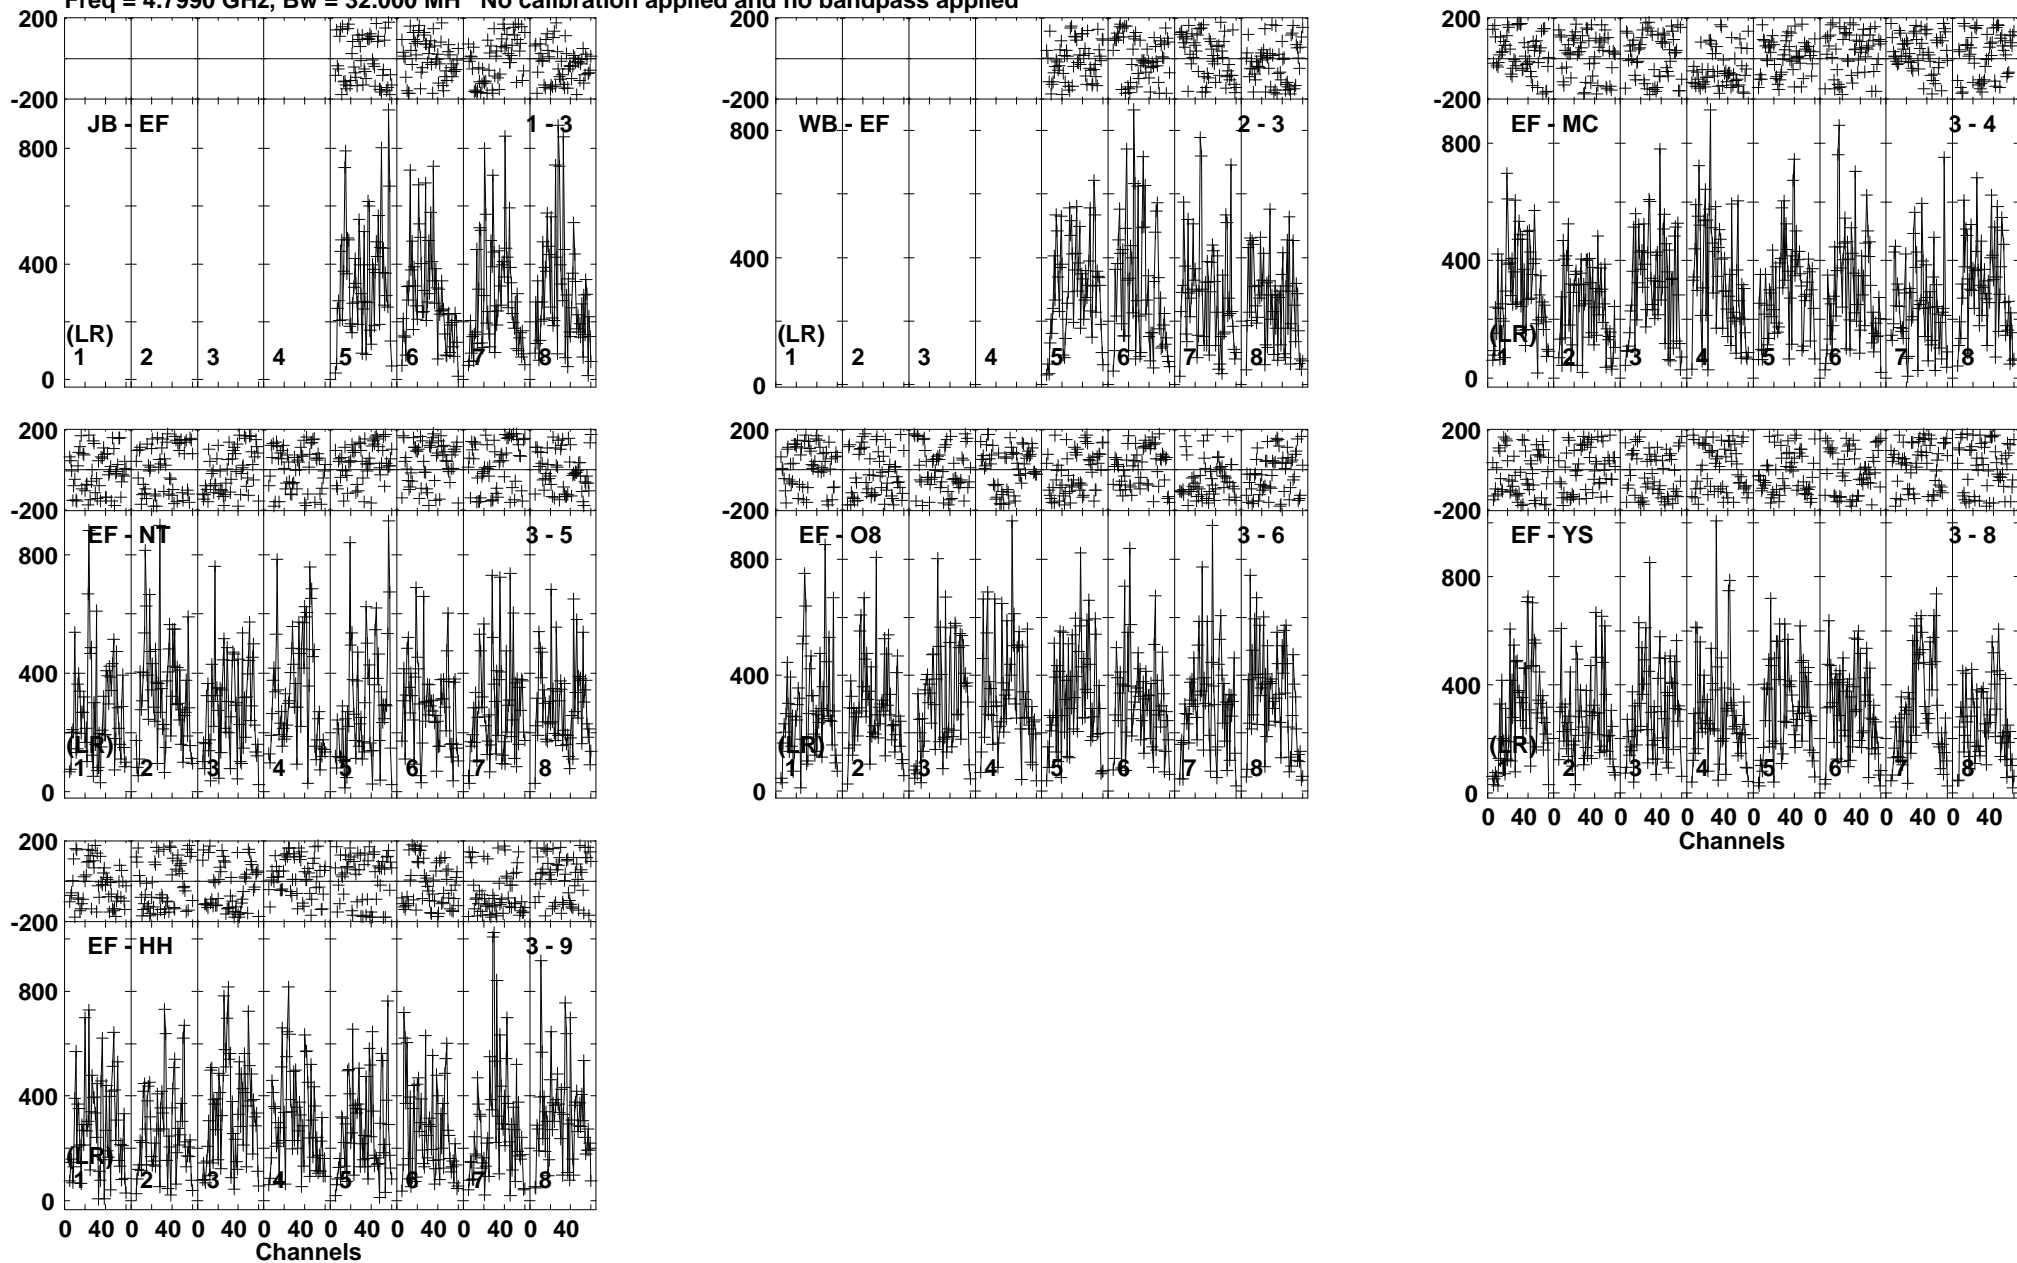 Freq = 4.7990 GHz, Bw = 32.000 MH No calibration applied and no bandpass applied
200
-200
JB - EF 1 - 3
800
400
(LR)
1 2 3 4 5 6 7 8
0
200
-200
WB - EF 2 - 3
800
400
(LR)
1 2 3 4 5 6 7 8
0
200
-200
EF - MC 3 - 4
800
400
(LR)
1 2 3 4 5 6 7 8
0
200
-200
EF - NT 3 - 5
800
400
(LR)
1 2 3 4 5 6 7 8
0
200
-200
EF - O8 3 - 6
800
400
(LR)
1 2 3 4 5 6 7 8
0
200
-200
EF - YS 3 - 8
800
400
(LR)
1 2 3 4 5 6 7 8
0
0 40 0 40 0 40 0 40 0 40 0 40 0 40 0 40
Channels
200
-200
EF - HH 3 - 9
800
400
(LR)
1 2 3 4 5 6 7 8
0
0 40 0 40 0 40 0 40 0 40 0 40 0 40 0 40
Channels